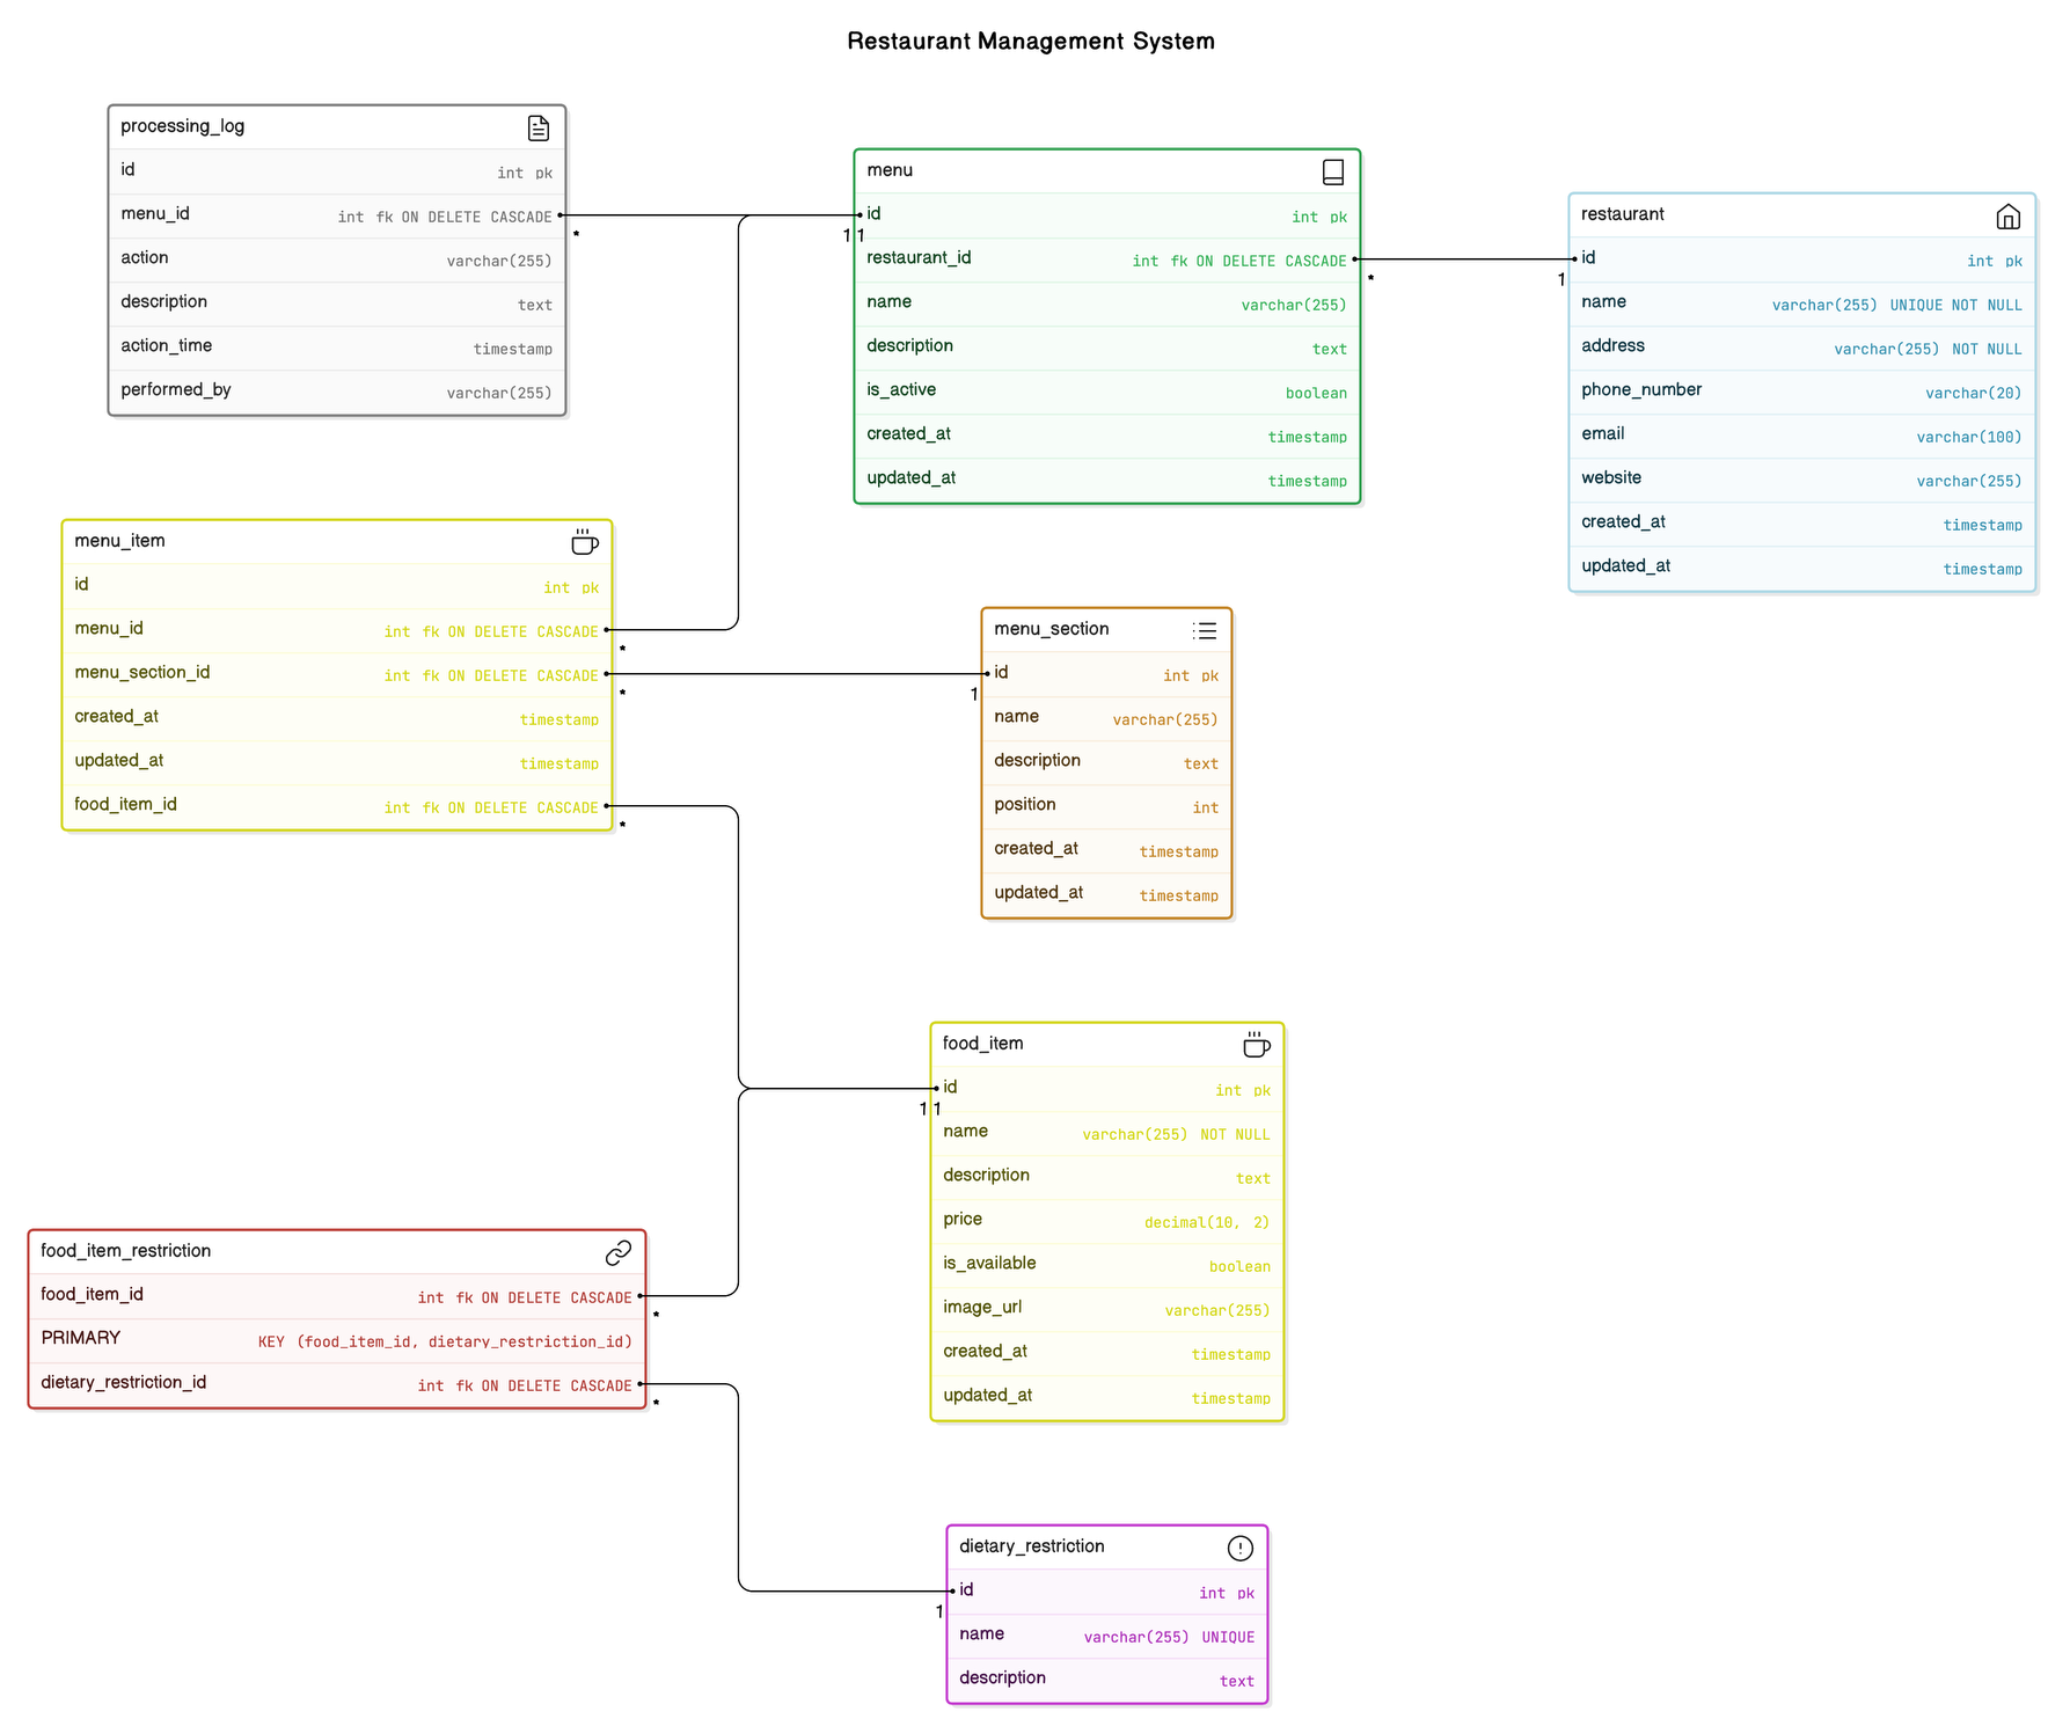 Restaurant Management System
processing_log
id int pk
menu_id int fk ON DELETE CASCADE
action varchar(255)
description text
action_time timestamp
performed_by varchar(255)
*
menu
id int pk
restaurant_id int fk ON DELETE CASCADE
name varchar(255)
description text
is_active boolean
created_at timestamp
updated_at timestamp
1 1
*
restaurant
id int pk
name varchar(255) UNIQUE NOT NULL
address varchar(255) NOT NULL
phone_number varchar(20)
email varchar(100)
website varchar(255)
created_at timestamp
updated_at timestamp
1
menu_item
id int pk
menu_id int fk ON DELETE CASCADE
*
menu_section_id int fk ON DELETE CASCADE
*
created_at timestamp
updated_at timestamp
food_item_id int fk ON DELETE CASCADE
*
menu_section
id int pk
1
name varchar(255)
description text
position int
created_at timestamp
updated_at timestamp
food_item
id int pk
1 1
name varchar(255) NOT NULL
description text
price decimal(10, 2)
is_available boolean
image_url varchar(255)
created_at timestamp
updated_at timestamp
food_item_restriction
food_item_id int fk ON DELETE CASCADE
*
PRIMARY KEY (food_item_id, dietary_restriction_id)
dietary_restriction_id int fk ON DELETE CASCADE
*
dietary_restriction
id int pk
1
name varchar(255) UNIQUE
description text